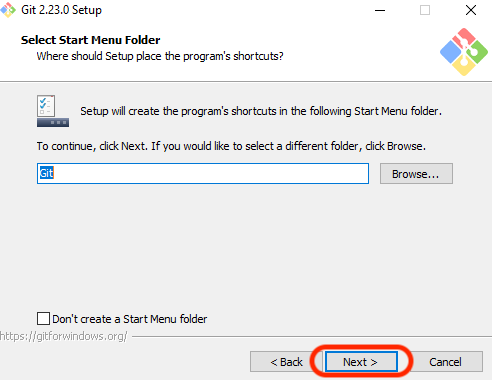 Git 2.23.0 Setup
Select Start Menu Folder
Where should Setup place the program's shortcuts?
Setup will create the program's shortcuts in the following Start Menu folder.
To continue, click Next. If you would like to select a different folder, click Browse.
Git
Browse...
Don't create a Start Menu folder
https://gitforwindows.org/
< Back
Next >
Cancel